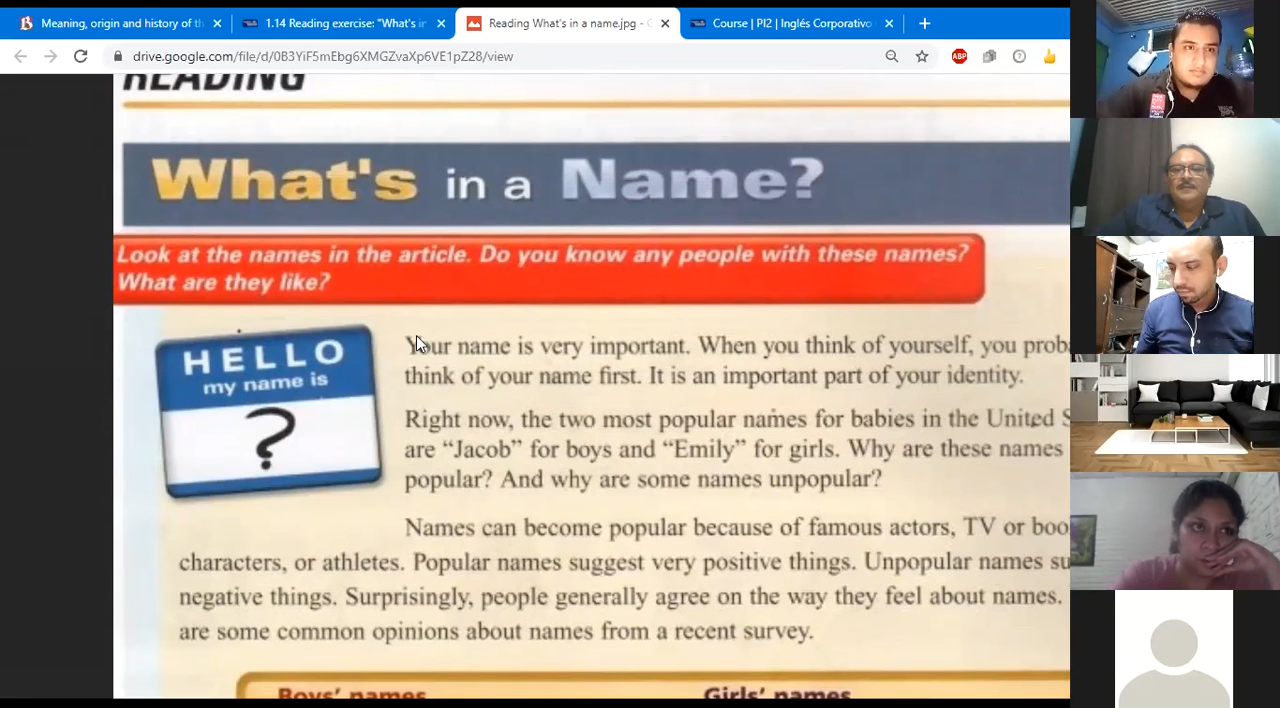 Meaning, origin and history of th
1.14 Reading exercise: "What's in
Reading What's in a name.jpg - G
Course | PI2 | Inglés Corporativo
drive.google.com/file/d/0B3YiF5mEbg6XMGZvaXp6VE1pZ28/view
ABP
READING
What's in a Name?
Look at the names in the article. Do you know any people with these names?
What are they like?
HELLO
my name is
?
Your name is very important. When you think of yourself, you prob
think of your name first. It is an important part of your identity.
Right now, the two most popular names for babies in the United S
are “Jacob” for boys and “Emily” for girls. Why are these names
popular? And why are some names unpopular?
Names can become popular because of famous actors, TV or boo
characters, or athletes. Popular names suggest very positive things. Unpopular names su
negative things. Surprisingly, people generally agree on the way they feel about names.
are some common opinions about names from a recent survey.
Boys' names
Girls' names